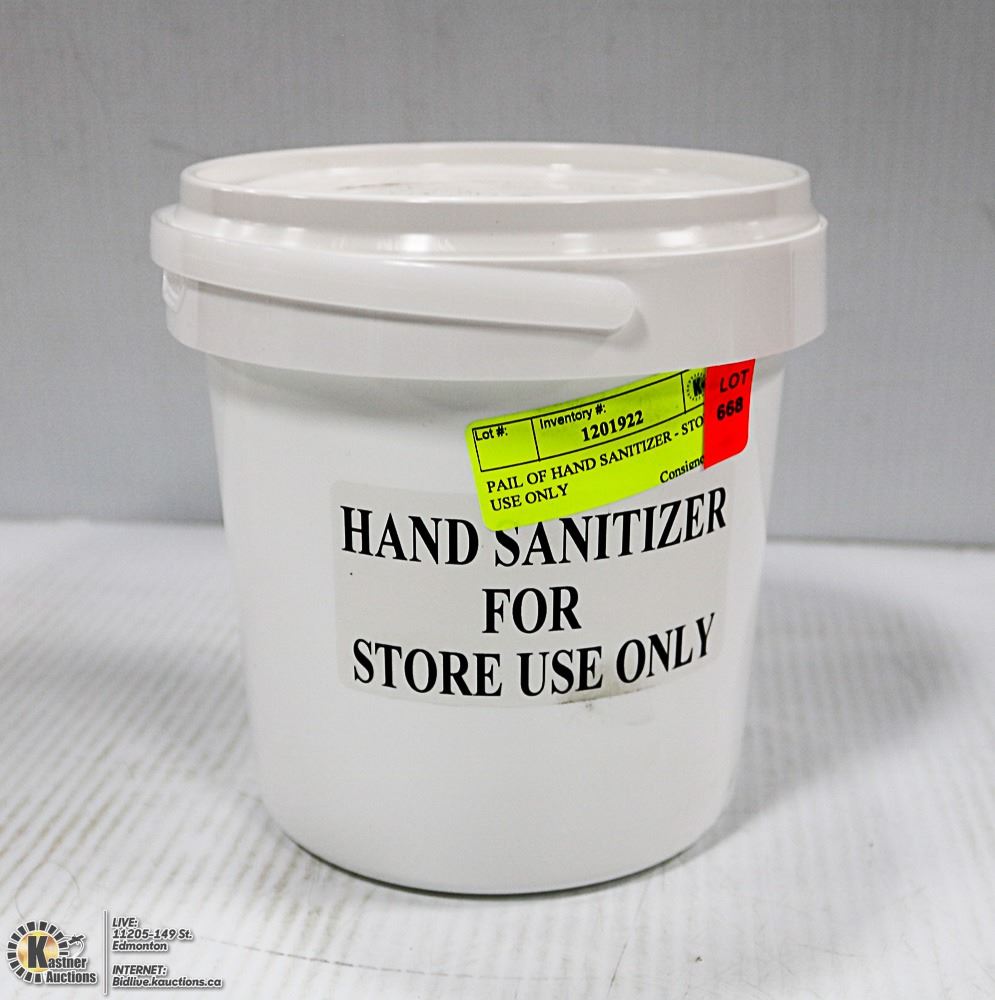 Lot #:
Inventory #:
1201922
LOT
668
PAIL OF HAND SANITIZER - STO
USE ONLY
Consigno
HAND SANITIZER
FOR
STORE USE ONLY
Kastner
Auctions
LIVE:
11205-149 St.
Edmonton
INTERNET:
Bidlive.kauctions.ca